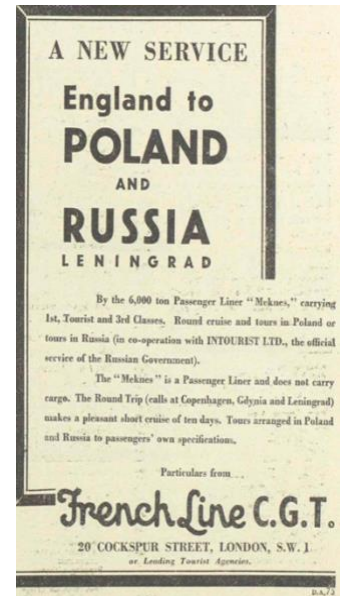 A NEW SERVICE
England to
POLAND
AND
RUSSIA
LENINGRAD
By the 6,000 ton Passenger Liner "Meknes," carrying
1st, Tourist and 3rd Classes. Round cruise and tours in Poland or
tours in Russia (in co-operation with INTOURIST LTD., the official
service of the Russian Government).
The "Meknes" is a Passenger Liner and does not carry
cargo. The Round Trip (calls at Copenhagen, Gdynia and Leningrad)
makes a pleasant short cruise of ten days. Tours arranged in Poland
and Russia to passengers' own specifications.
Particulars from
French Line C.G.T.
20 COCKSPUR STREET, LONDON, S.W.1
or Leading Tourist Agencies.